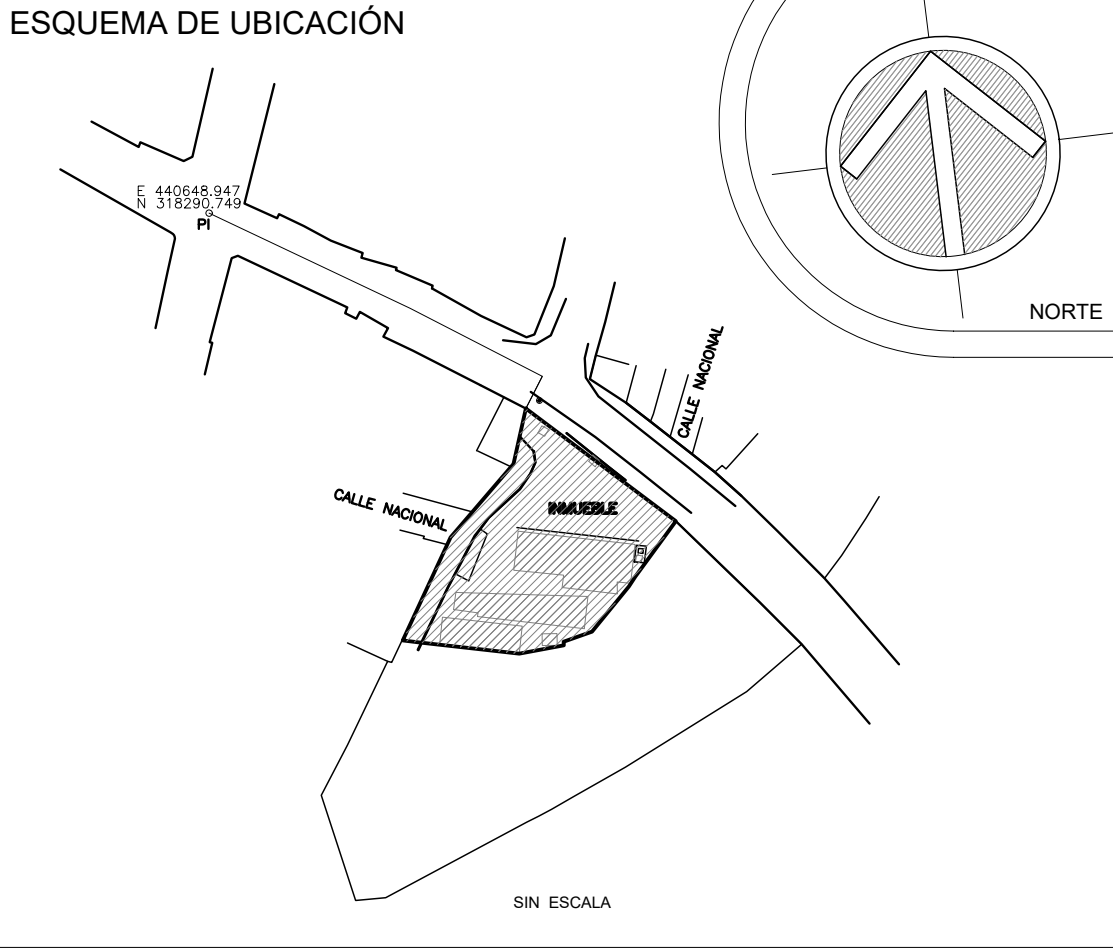 ESQUEMA DE UBICACIÓN
E 440648.947
N 318290.749
PI
NORTE
CALLE NACIONAL
CALLE NACIONAL
INMUEBLE
SIN ESCALA